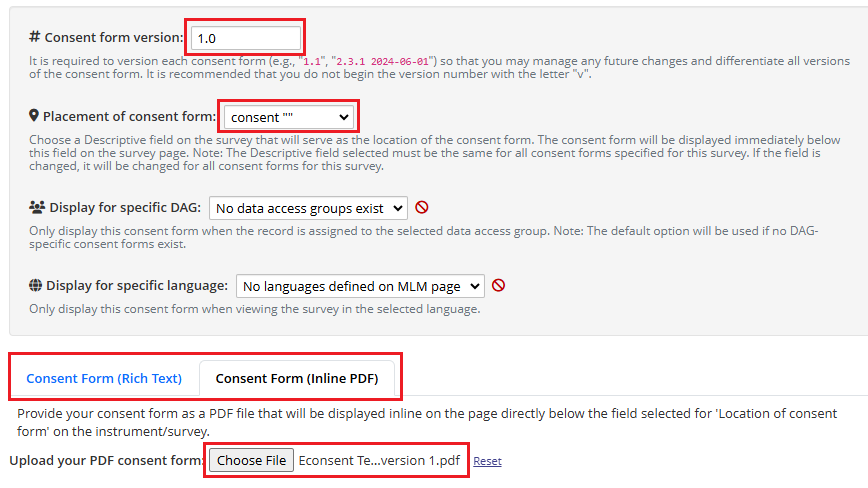 # Consent form version: 1.0
It is required to version each consent form (e.g., "1.1", "2.3.1 2024-06-01") so that you may manage any future changes and differentiate all versions
of the consent form. It is recommended that you do not begin the version number with the letter "v".
Placement of consent form: consent ""
Choose a Descriptive field on the survey that will serve as the location of the consent form. The consent form will be displayed immediately below
this field on the survey page. Note: The Descriptive field selected must be the same for all consent forms specified for this survey. If the field is
changed, it will be changed for all consent forms for this survey.
Display for specific DAG: No data access groups exist
Only display this consent form when the record is assigned to the selected data access group. Note: The default option will be used if no DAG-
specific consent forms exist.
Display for specific language: No languages defined on MLM page
Only display this consent form when viewing the survey in the selected language.
Consent Form (Rich Text) Consent Form (Inline PDF)
Provide your consent form as a PDF file that will be displayed inline on the page directly below the field selected for 'Location of consent
form' on the instrument/survey.
Upload your PDF consent form: Choose File Econsent Te...version 1.pdf Reset